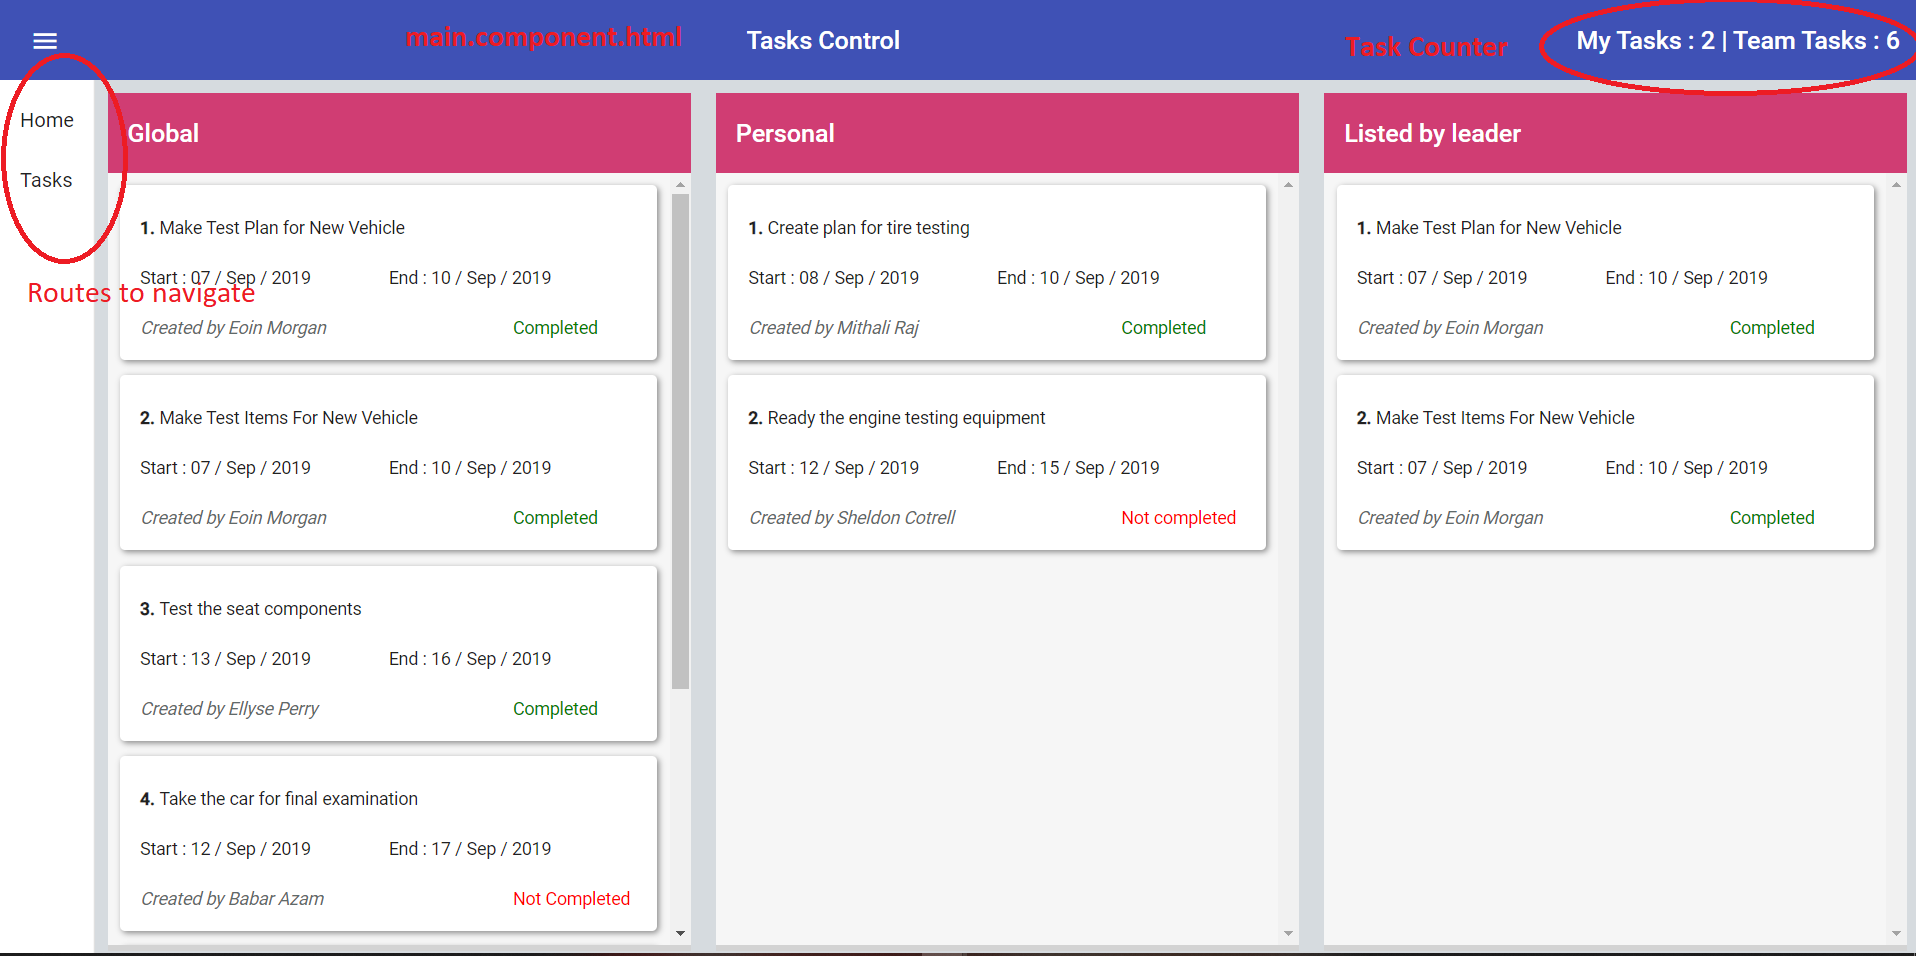 main.component.html
Tasks Control
Task Counter
My Tasks : 2 | Team Tasks : 6
Home
Tasks
Routes to navigate
Global
1. Make Test Plan for New Vehicle
Start : 07 / Sep / 2019 End : 10 / Sep / 2019
Created by Eoin Morgan Completed
2. Make Test Items For New Vehicle
Start : 07 / Sep / 2019 End : 10 / Sep / 2019
Created by Eoin Morgan Completed
3. Test the seat components
Start : 13 / Sep / 2019 End : 16 / Sep / 2019
Created by Ellyse Perry Completed
4. Take the car for final examination
Start : 12 / Sep / 2019 End : 17 / Sep / 2019
Created by Babar Azam Not Completed
Personal
1. Create plan for tire testing
Start : 08 / Sep / 2019 End : 10 / Sep / 2019
Created by Mithali Raj Completed
2. Ready the engine testing equipment
Start : 12 / Sep / 2019 End : 15 / Sep / 2019
Created by Sheldon Cotrell Not completed
Listed by leader
1. Make Test Plan for New Vehicle
Start : 07 / Sep / 2019 End : 10 / Sep / 2019
Created by Eoin Morgan Completed
2. Make Test Items For New Vehicle
Start : 07 / Sep / 2019 End : 10 / Sep / 2019
Created by Eoin Morgan Completed